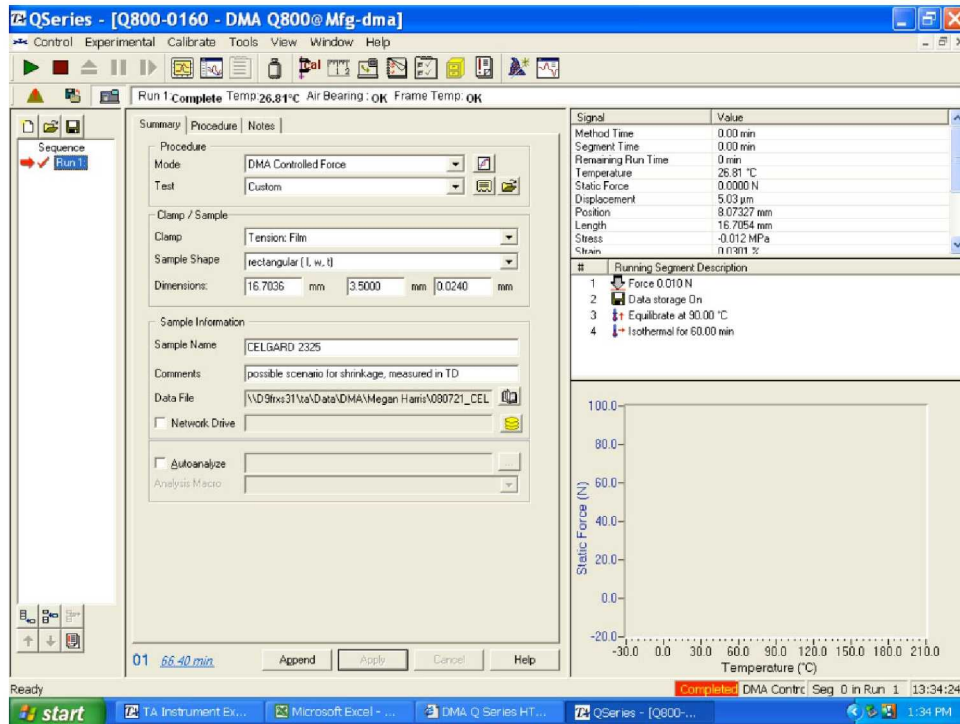 QSeries - [Q800-0160 - DMA Q800@Mfg-dma]
Control Experimental Calibrate Tools View Window Help
Run 1: Complete Temp: 26.81°C Air Bearing : OK Frame Temp: OK
Sequence
Run 1:
Summary Procedure Notes
Procedure
Mode DMA Controlled Force
Test Custom
Clamp / Sample
Clamp Tension: Film
Sample Shape rectangular ( l, w, t)
Dimensions: 16.7036 mm 3.5000 mm 0.0240 mm
Sample Information
Sample Name CELGARD 2325
Comments possible scenario for shrinkage, measured in TD
Data File \\D9frxs31\ta\Data\DMA\Megan Harris\080721_CEL
Network Drive
Autoanalyze ...
Analysis Macro
01 66.40 min Append Apply Cancel Help
Signal Value
Method Time 0.00 min
Segment Time 0.00 min
Remaining Run Time 0 min
Temperature 26.81 °C
Static Force 0.0000 N
Displacement 5.03 µm
Position 8.07327 mm
Length 16.7054 mm
Stress -0.012 MPa
Strain 0.0301 %
# Running Segment Description
1 Force 0.010 N
2 Data storage On
3 Equilibrate at 90.00 °C
4 Isothermal for 60.00 min
100.0
80.0
60.0
40.0
20.0
0.0
-20.0
Static Force (N)
-30.0 0.0 30.0 60.0 90.0 120.0 150.0 180.0 210.0
Temperature (°C)
Ready Completed DMA Contrc Seg 0 in Run 1 13:34:24
start TA Instrument Ex... Microsoft Excel - ... DMA Q Series HT... QSeries - [Q800-... 1:34 PM